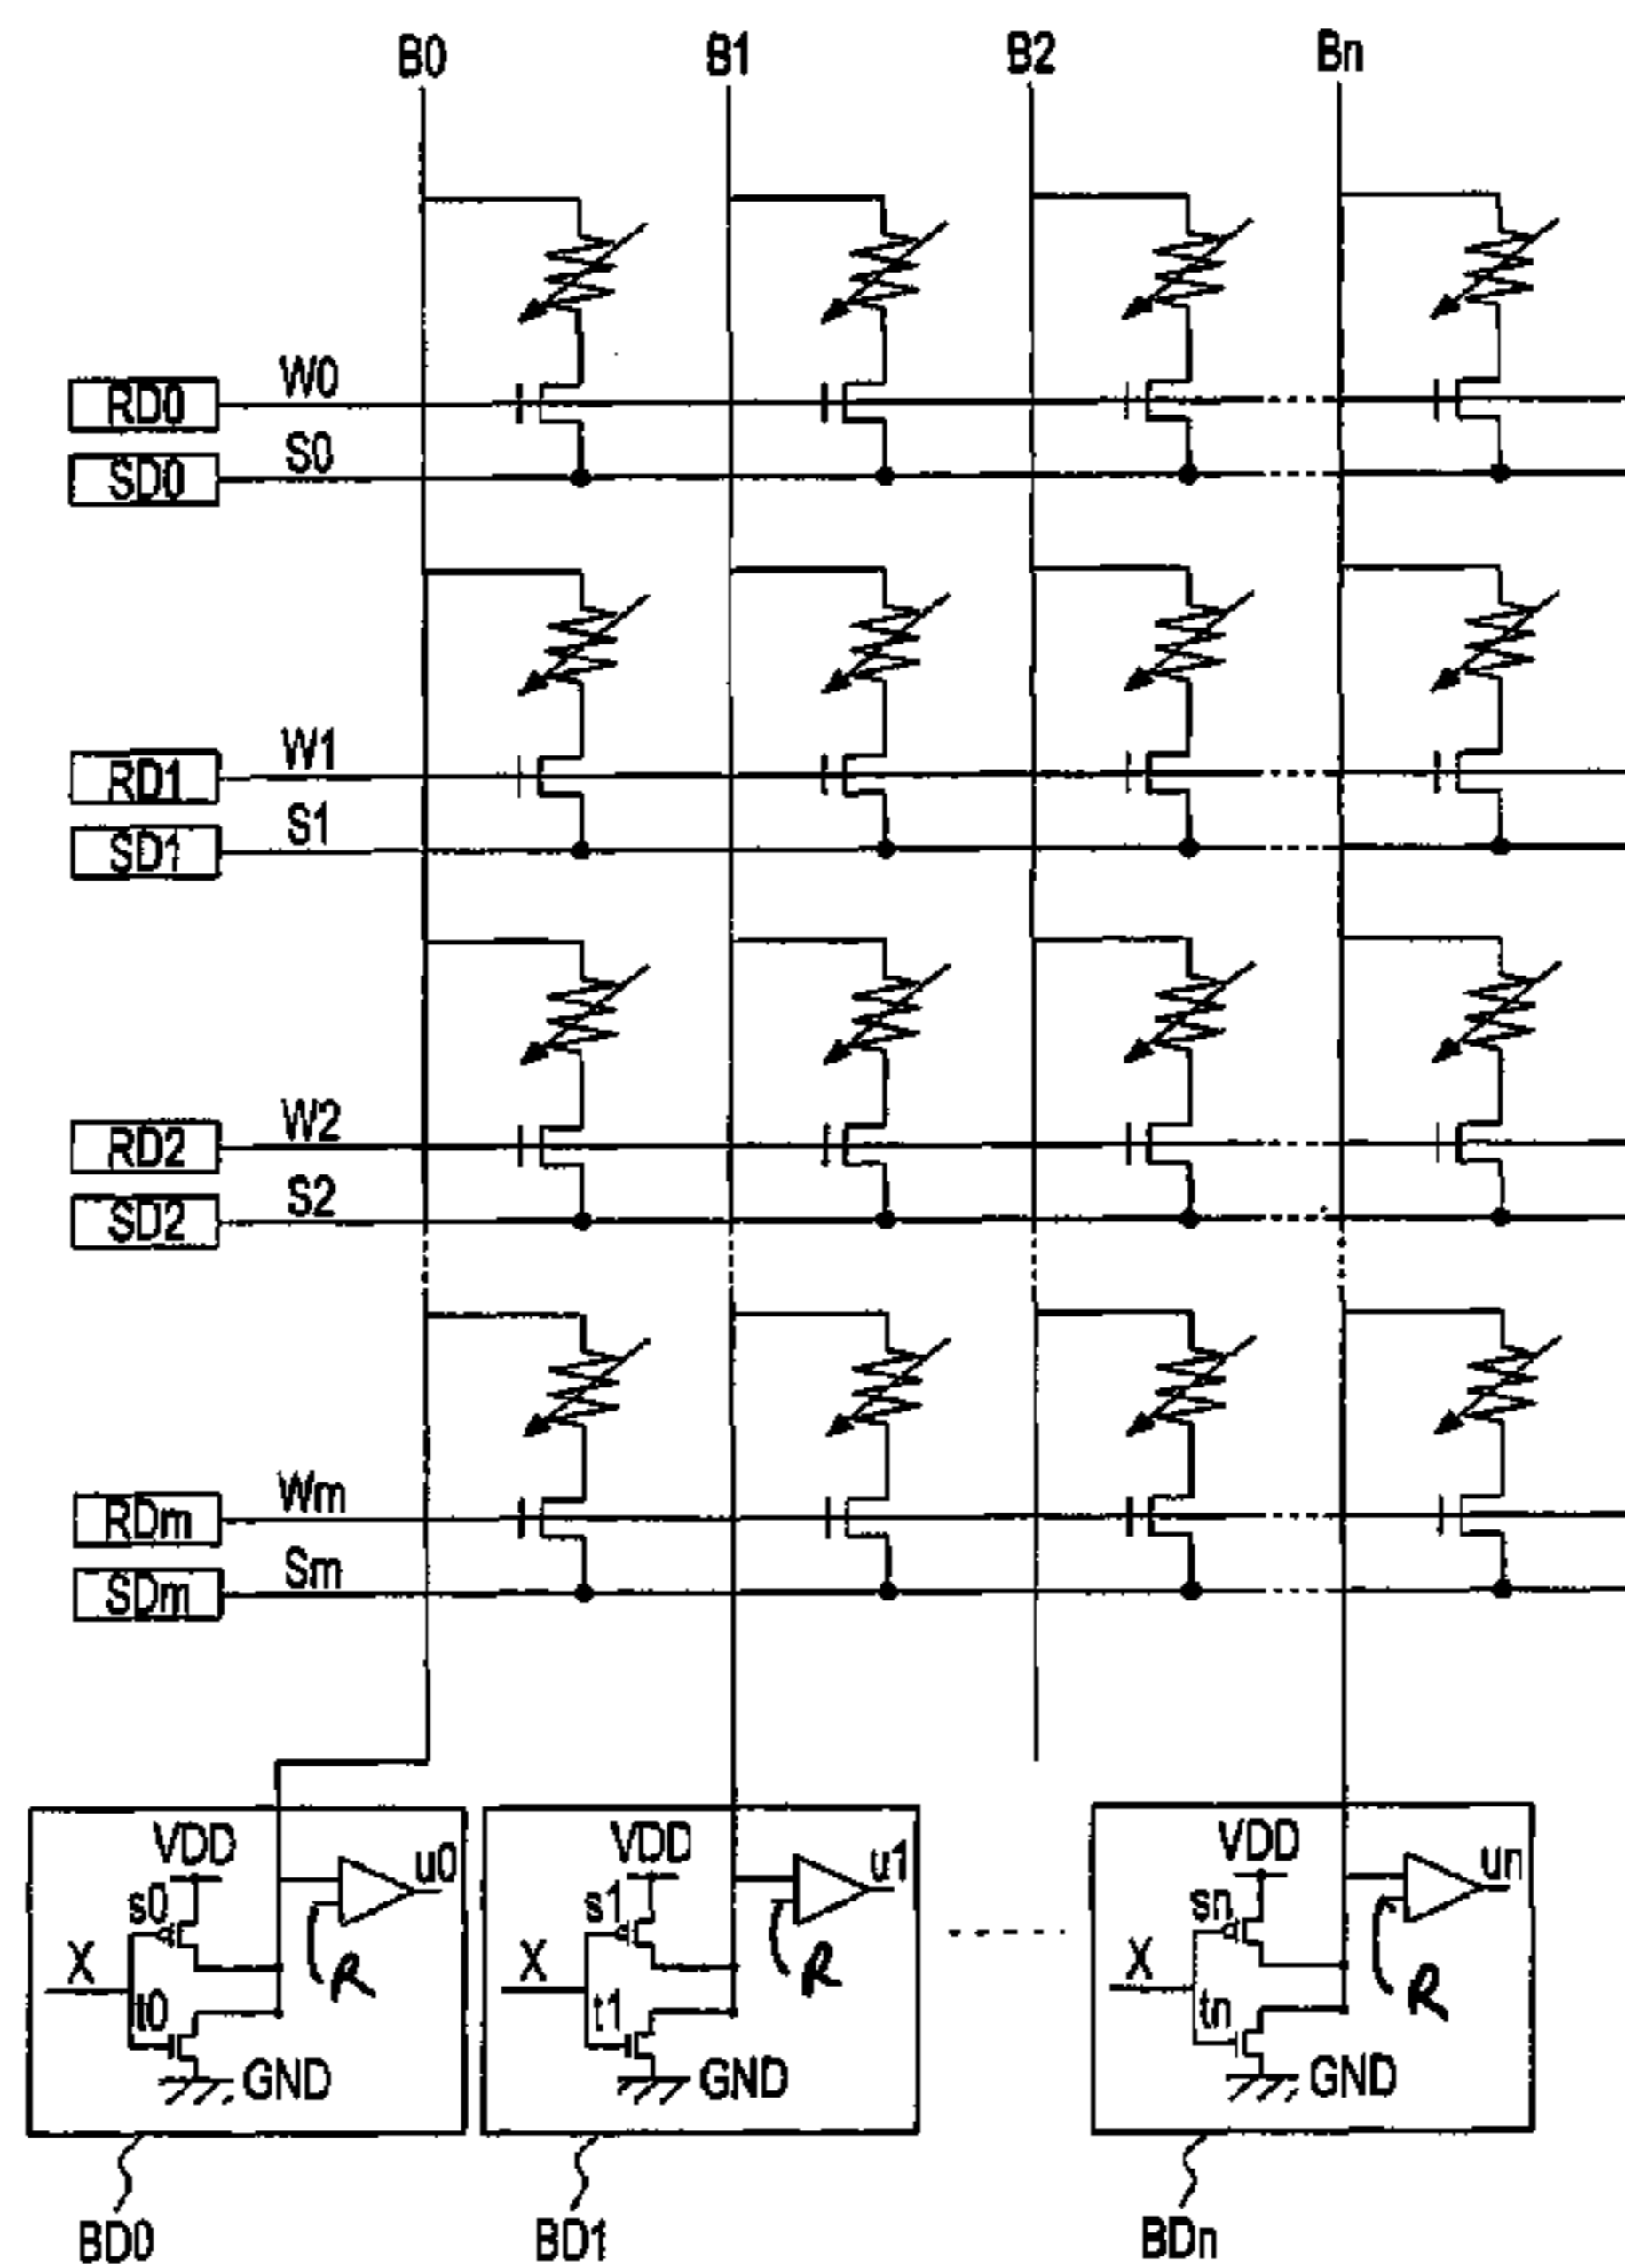 B0 B1 B2 Bn
RD0 W0
SD0 S0
RD1 W1
SD1 S1
RD2 W2
SD2 S2
RDm Wm
SDm Sm
VDD u0 VDD u1 VDD un
s0 s1 sn
X R X R X R
t0 t1 tn
GND GND GND
BD0 BD1 BDn